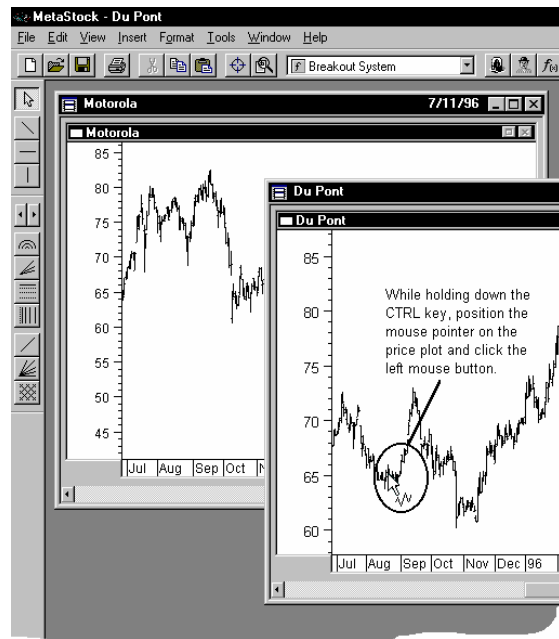 MetaStock - Du Pont
File Edit View Insert Format Tools Window Help
Breakout System
Motorola 7/11/96
Motorola
85
80
75
70
65
60
55
50
45
Jul Aug Sep Oct
Du Pont
Du Pont
85
80
75
70
65
60
While holding down the
CTRL key, position the
mouse pointer on the
price plot and click the
left mouse button.
Jul Aug Sep Oct Nov Dec 96